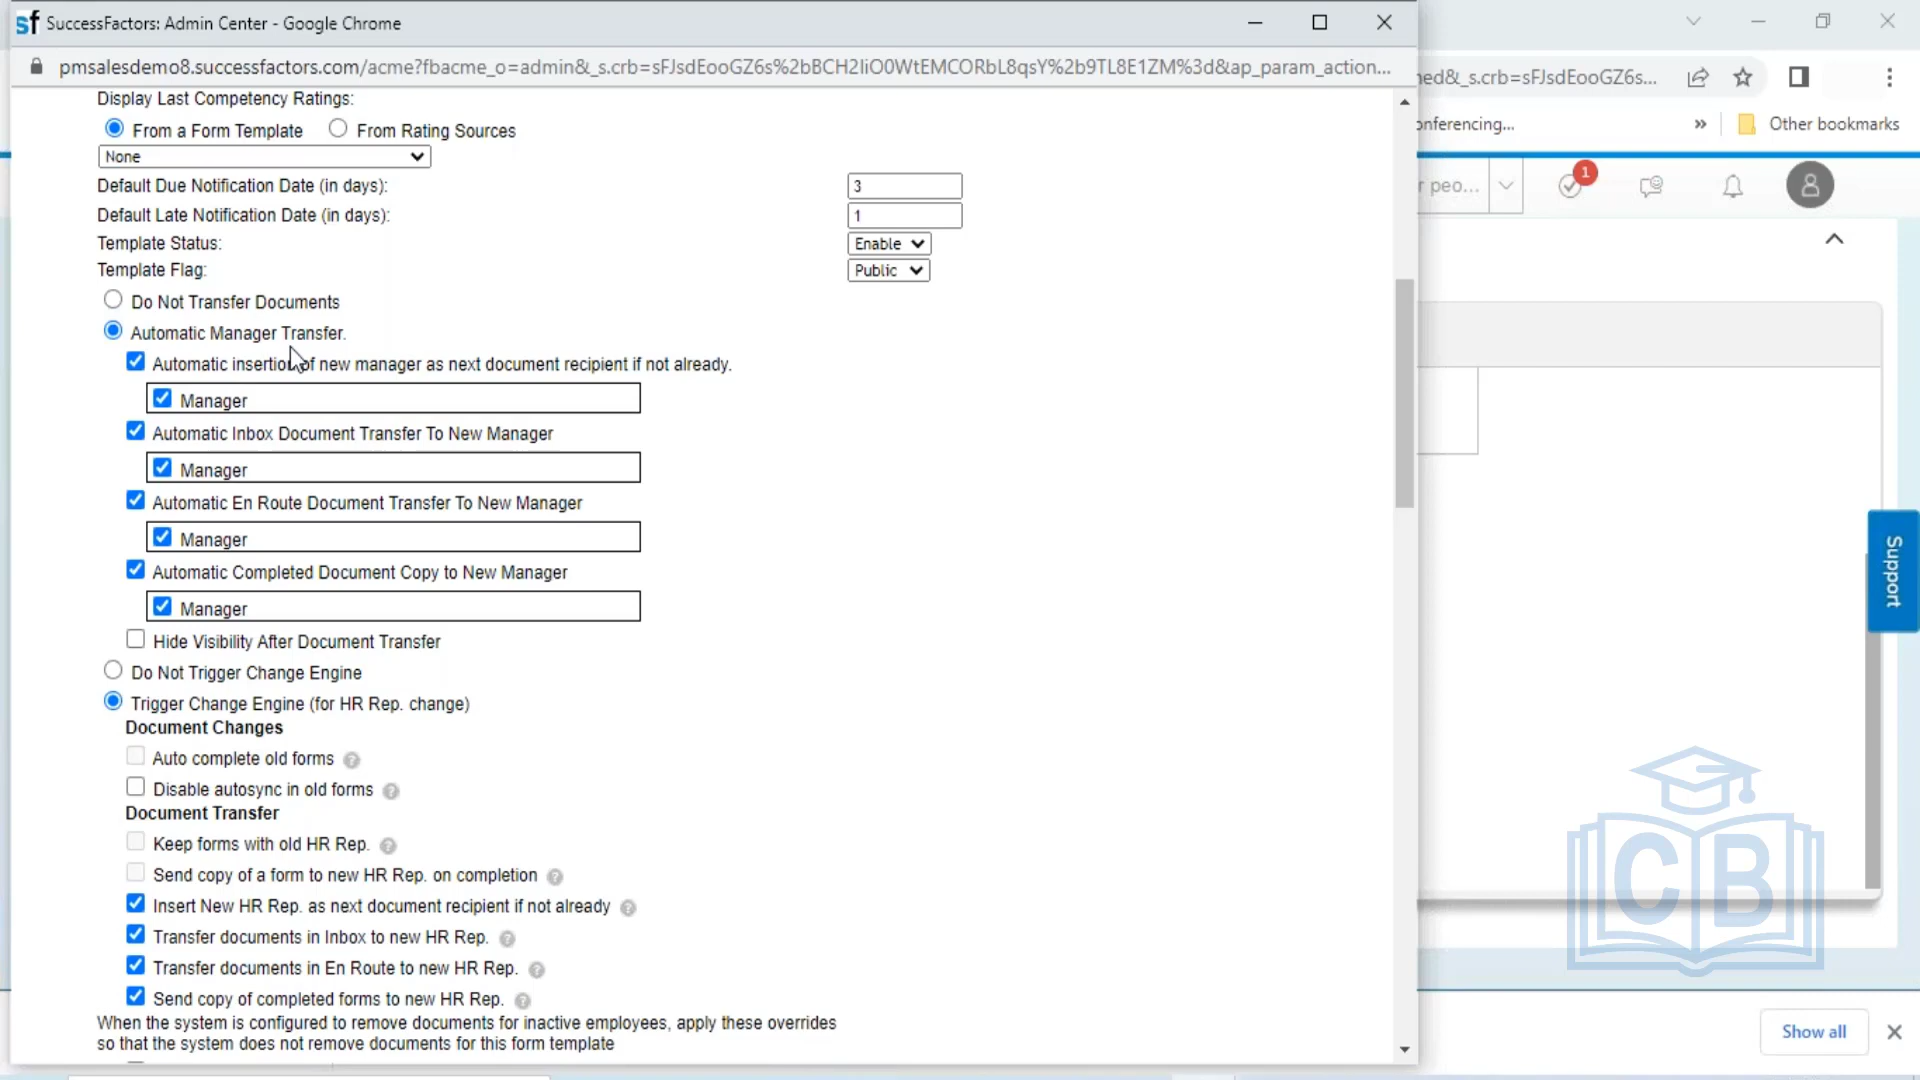 sf SuccessFactors: Admin Center - Google Chrome
pmsalesdemo8.successfactors.com/acme?fbacme_o=admin&_s.crb=sFJsdEooGZ6s%2bBCH2IiO0WtEMCORbL8qsY%2b9TL8E1ZM%3d&ap_param_action...
ned&_s.crb=sFJsdEooGZ6s...
onferencing...
» Other bookmarks
r peo...
1
Display Last Competency Ratings:
From a Form Template From Rating Sources
None
Default Due Notification Date (in days): 3
Default Late Notification Date (in days): 1
Template Status: Enable
Template Flag: Public
Do Not Transfer Documents
Automatic Manager Transfer.
Automatic insertion of new manager as next document recipient if not already.
Manager
Automatic Inbox Document Transfer To New Manager
Manager
Automatic En Route Document Transfer To New Manager
Manager
Automatic Completed Document Copy to New Manager
Manager
Hide Visibility After Document Transfer
Do Not Trigger Change Engine
Trigger Change Engine (for HR Rep. change)
Document Changes
Auto complete old forms ?
Disable autosync in old forms ?
Document Transfer
Keep forms with old HR Rep. ?
Send copy of a form to new HR Rep. on completion ?
Insert New HR Rep. as next document recipient if not already ?
Transfer documents in Inbox to new HR Rep. ?
Transfer documents in En Route to new HR Rep. ?
Send copy of completed forms to new HR Rep. ?
When the system is configured to remove documents for inactive employees, apply these overrides
so that the system does not remove documents for this form template
Support
CB
Show all